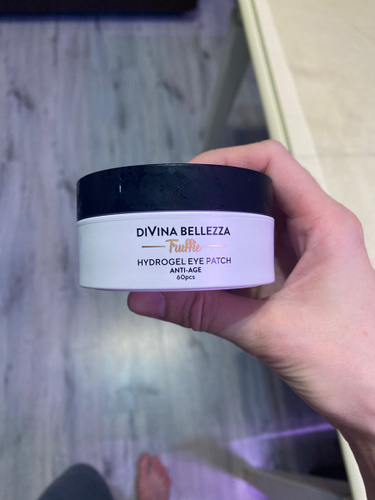 DIVINA BELLEZZA
Truffle
HYDROGEL EYE PATCH
ANTI-AGE
60pcs